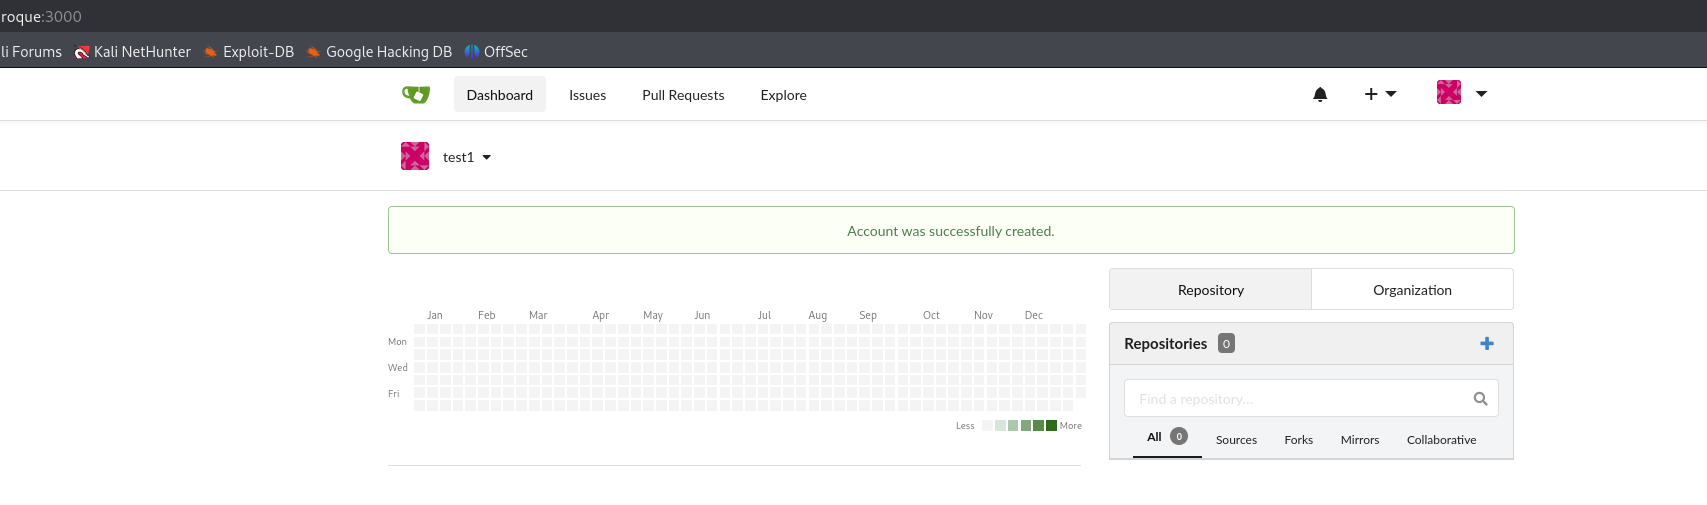 roque:3000
li Forums Kali NetHunter Exploit-DB Google Hacking DB OffSec
Dashboard Issues Pull Requests Explore
test1
Account was successfully created.
Repository Organization
Jan Feb Mar Apr May Jun Jul Aug Sep Oct Nov Dec
Mon
Wed
Fri
Less More
Repositories 0
Find a repository...
All 0 Sources Forks Mirrors Collaborative